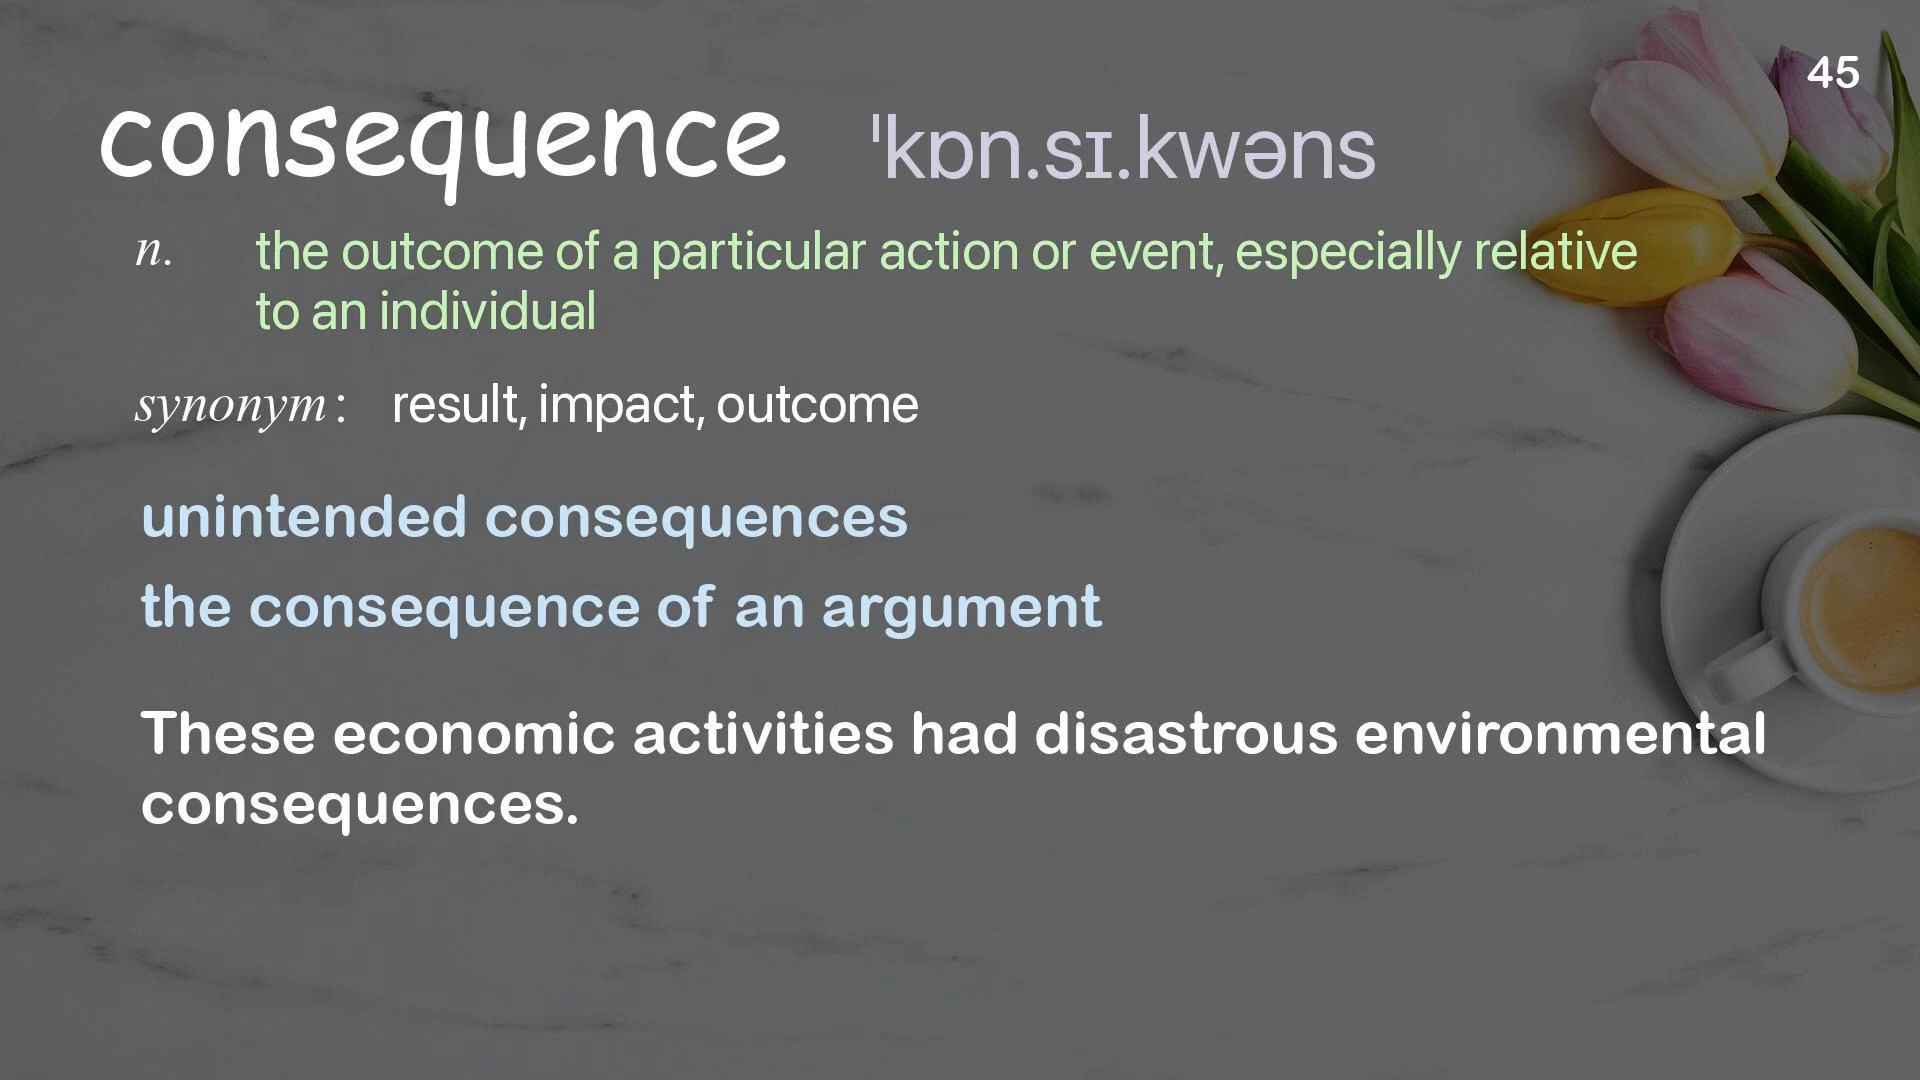 45
consequence ˈkɒn.sɪ.kwəns
n. the outcome of a particular action or event, especially relative
to an individual
synonym: result, impact, outcome
unintended consequences
the consequence of an argument
These economic activities had disastrous environmental
consequences.